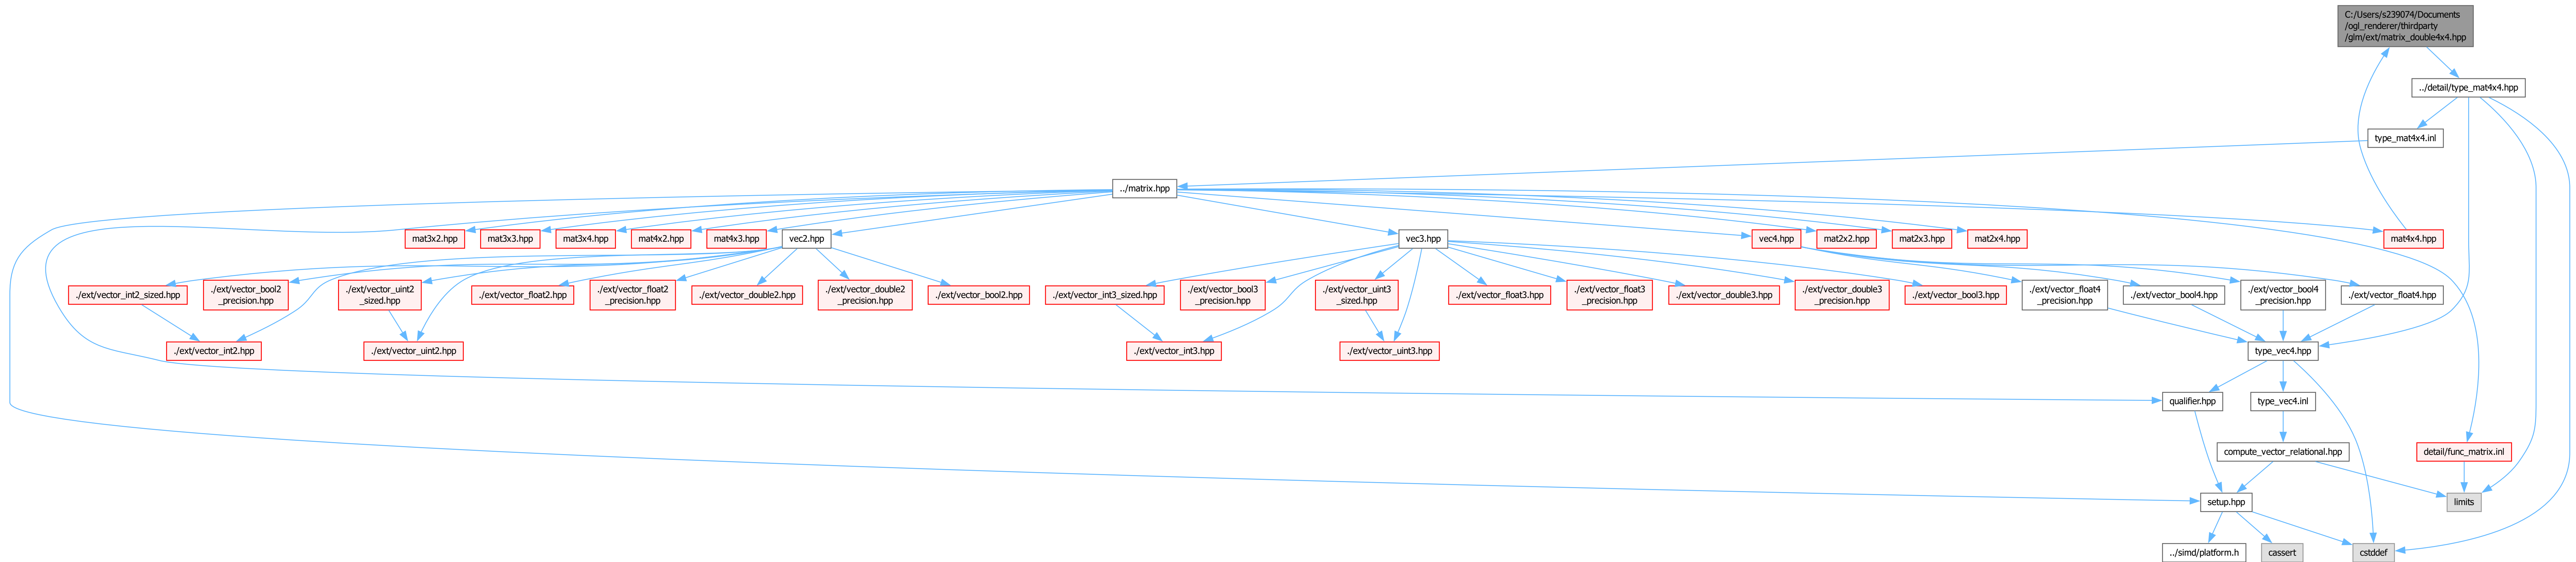 C:/Users/s239074/Documents
/ogl_renderer/thirdparty
/glm/ext/matrix_double4x4.hpp
../detail/type_mat4x4.hpp
type_mat4x4.inl
../matrix.hpp
mat3x2.hpp
mat3x3.hpp
mat3x4.hpp
mat4x2.hpp
mat4x3.hpp
vec2.hpp
vec3.hpp
vec4.hpp
mat2x2.hpp
mat2x3.hpp
mat2x4.hpp
mat4x4.hpp
./ext/vector_int2_sized.hpp
./ext/vector_bool2
_precision.hpp
./ext/vector_uint2
_sized.hpp
./ext/vector_float2.hpp
./ext/vector_float2
_precision.hpp
./ext/vector_double2.hpp
./ext/vector_double2
_precision.hpp
./ext/vector_bool2.hpp
./ext/vector_int3_sized.hpp
./ext/vector_bool3
_precision.hpp
./ext/vector_uint3
_sized.hpp
./ext/vector_float3.hpp
./ext/vector_float3
_precision.hpp
./ext/vector_double3.hpp
./ext/vector_double3
_precision.hpp
./ext/vector_bool3.hpp
./ext/vector_float4
_precision.hpp
./ext/vector_bool4.hpp
./ext/vector_bool4
_precision.hpp
./ext/vector_float4.hpp
./ext/vector_int2.hpp
./ext/vector_uint2.hpp
./ext/vector_int3.hpp
./ext/vector_uint3.hpp
type_vec4.hpp
qualifier.hpp
type_vec4.inl
compute_vector_relational.hpp
detail/func_matrix.inl
setup.hpp
limits
../simd/platform.h
cassert
cstddef